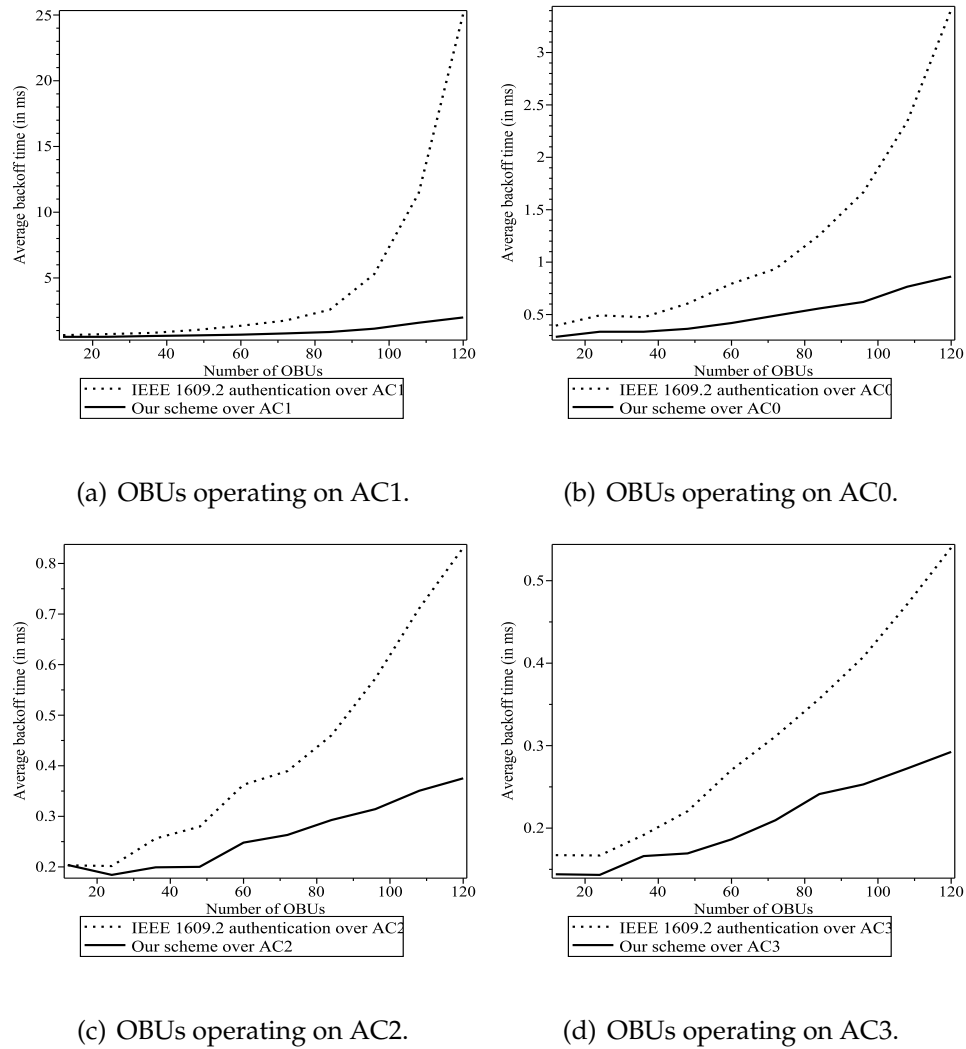 25
20
15
10
5
Average backoff time (in ms)
20 40 60 80 100 120
Number of OBUs
IEEE 1609.2 authentication over AC1
Our scheme over AC1
(a) OBUs operating on AC1.
3
2.5
2
1.5
1
0.5
Average backoff time (in ms)
20 40 60 80 100 120
Number of OBUs
IEEE 1609.2 authentication over AC0
Our scheme over AC0
(b) OBUs operating on AC0.
0.8
0.7
0.6
0.5
0.4
0.3
0.2
Average backoff time (in ms)
20 40 60 80 100 120
Number of OBUs
IEEE 1609.2 authentication over AC2
Our scheme over AC2
(c) OBUs operating on AC2.
0.5
0.4
0.3
0.2
Average backoff time (in ms)
20 40 60 80 100 120
Number of OBUs
IEEE 1609.2 authentication over AC3
Our scheme over AC3
(d) OBUs operating on AC3.